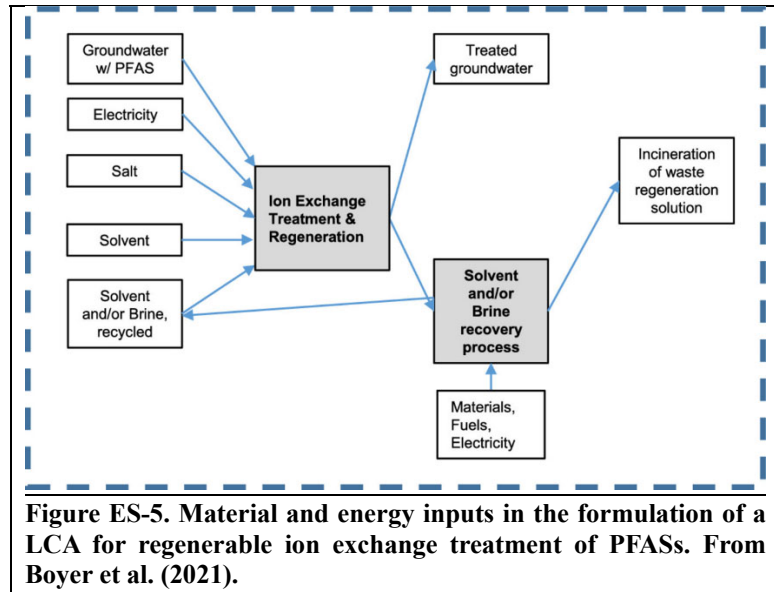 Groundwater
w/ PFAS
Electricity
Salt
Solvent
Solvent
and/or Brine,
recycled
Ion Exchange
Treatment &
Regeneration
Treated
groundwater
Solvent
and/or
Brine
recovery
process
Materials,
Fuels,
Electricity
Incineration
of waste
regeneration
solution
Figure ES-5. Material and energy inputs in the formulation of a
LCA for regenerable ion exchange treatment of PFASs. From
Boyer et al. (2021).